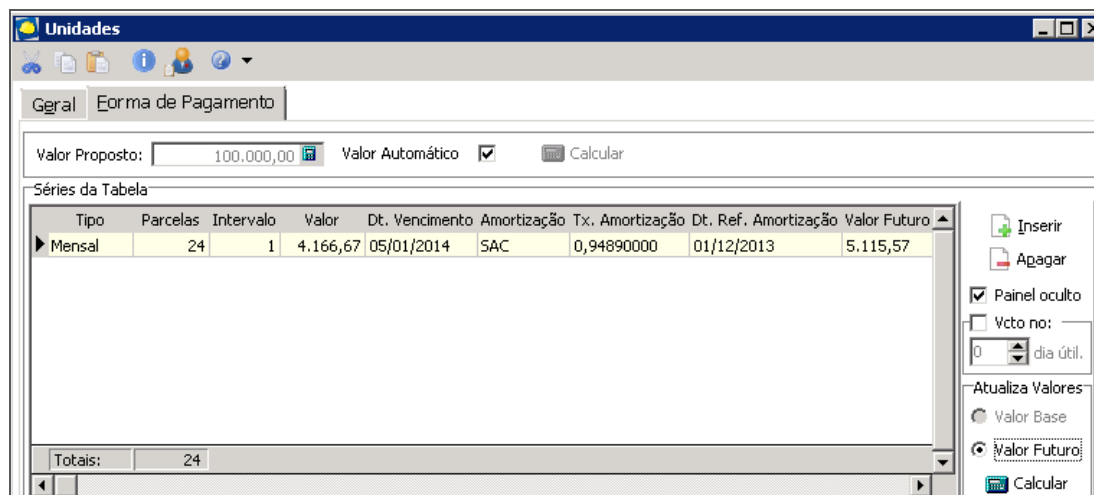 Unidades
Geral Forma de Pagamento
Valor Proposto: 100.000,00 Valor Automático Calcular
Séries da Tabela
Tipo Parcelas Intervalo Valor Dt. Vencimento Amortização Tx. Amortização Dt. Ref. Amortização Valor Futuro
Mensal 24 1 4.166,67 05/01/2014 SAC 0,94890000 01/12/2013 5.115,57
Totais: 24
Inserir
Apagar
Painel oculto
Vcto no:
0 dia útil.
Atualiza Valores
Valor Base
Valor Futuro
Calcular